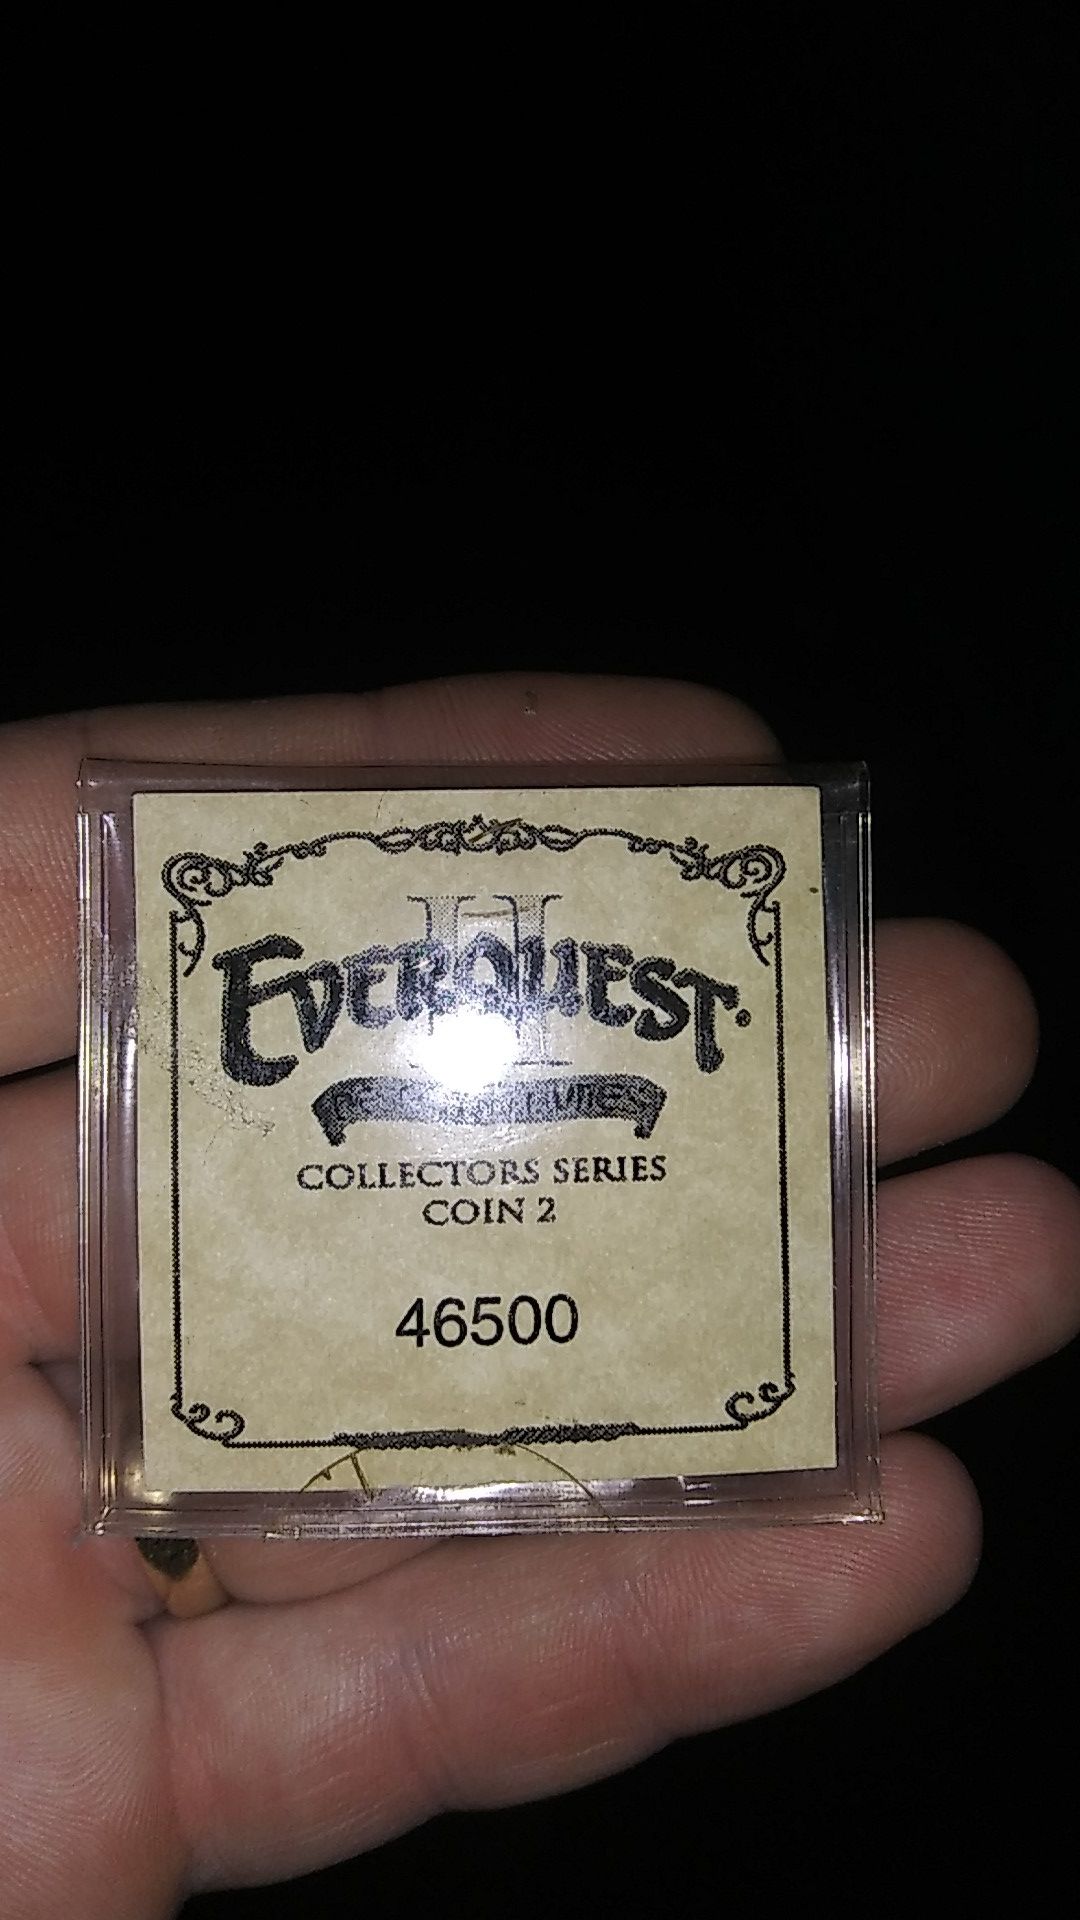 II
EVERQUEST®
COLLECTORS SERIES
COIN 2
46500